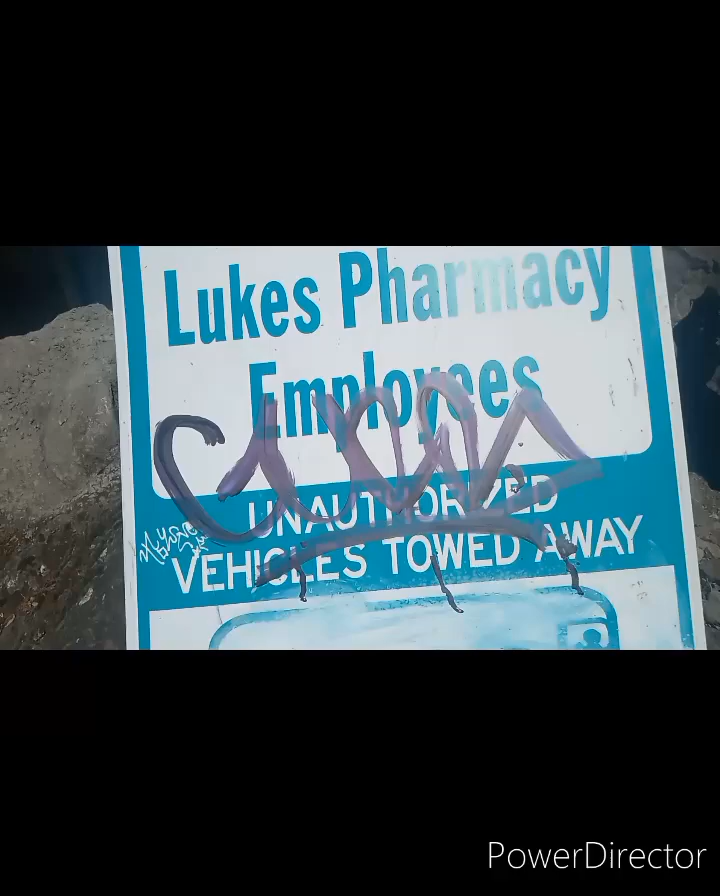 Lukes Pharmacy
Employees
UNAUTHORIZED
VEHICLES TOWED AWAY
PowerDirector